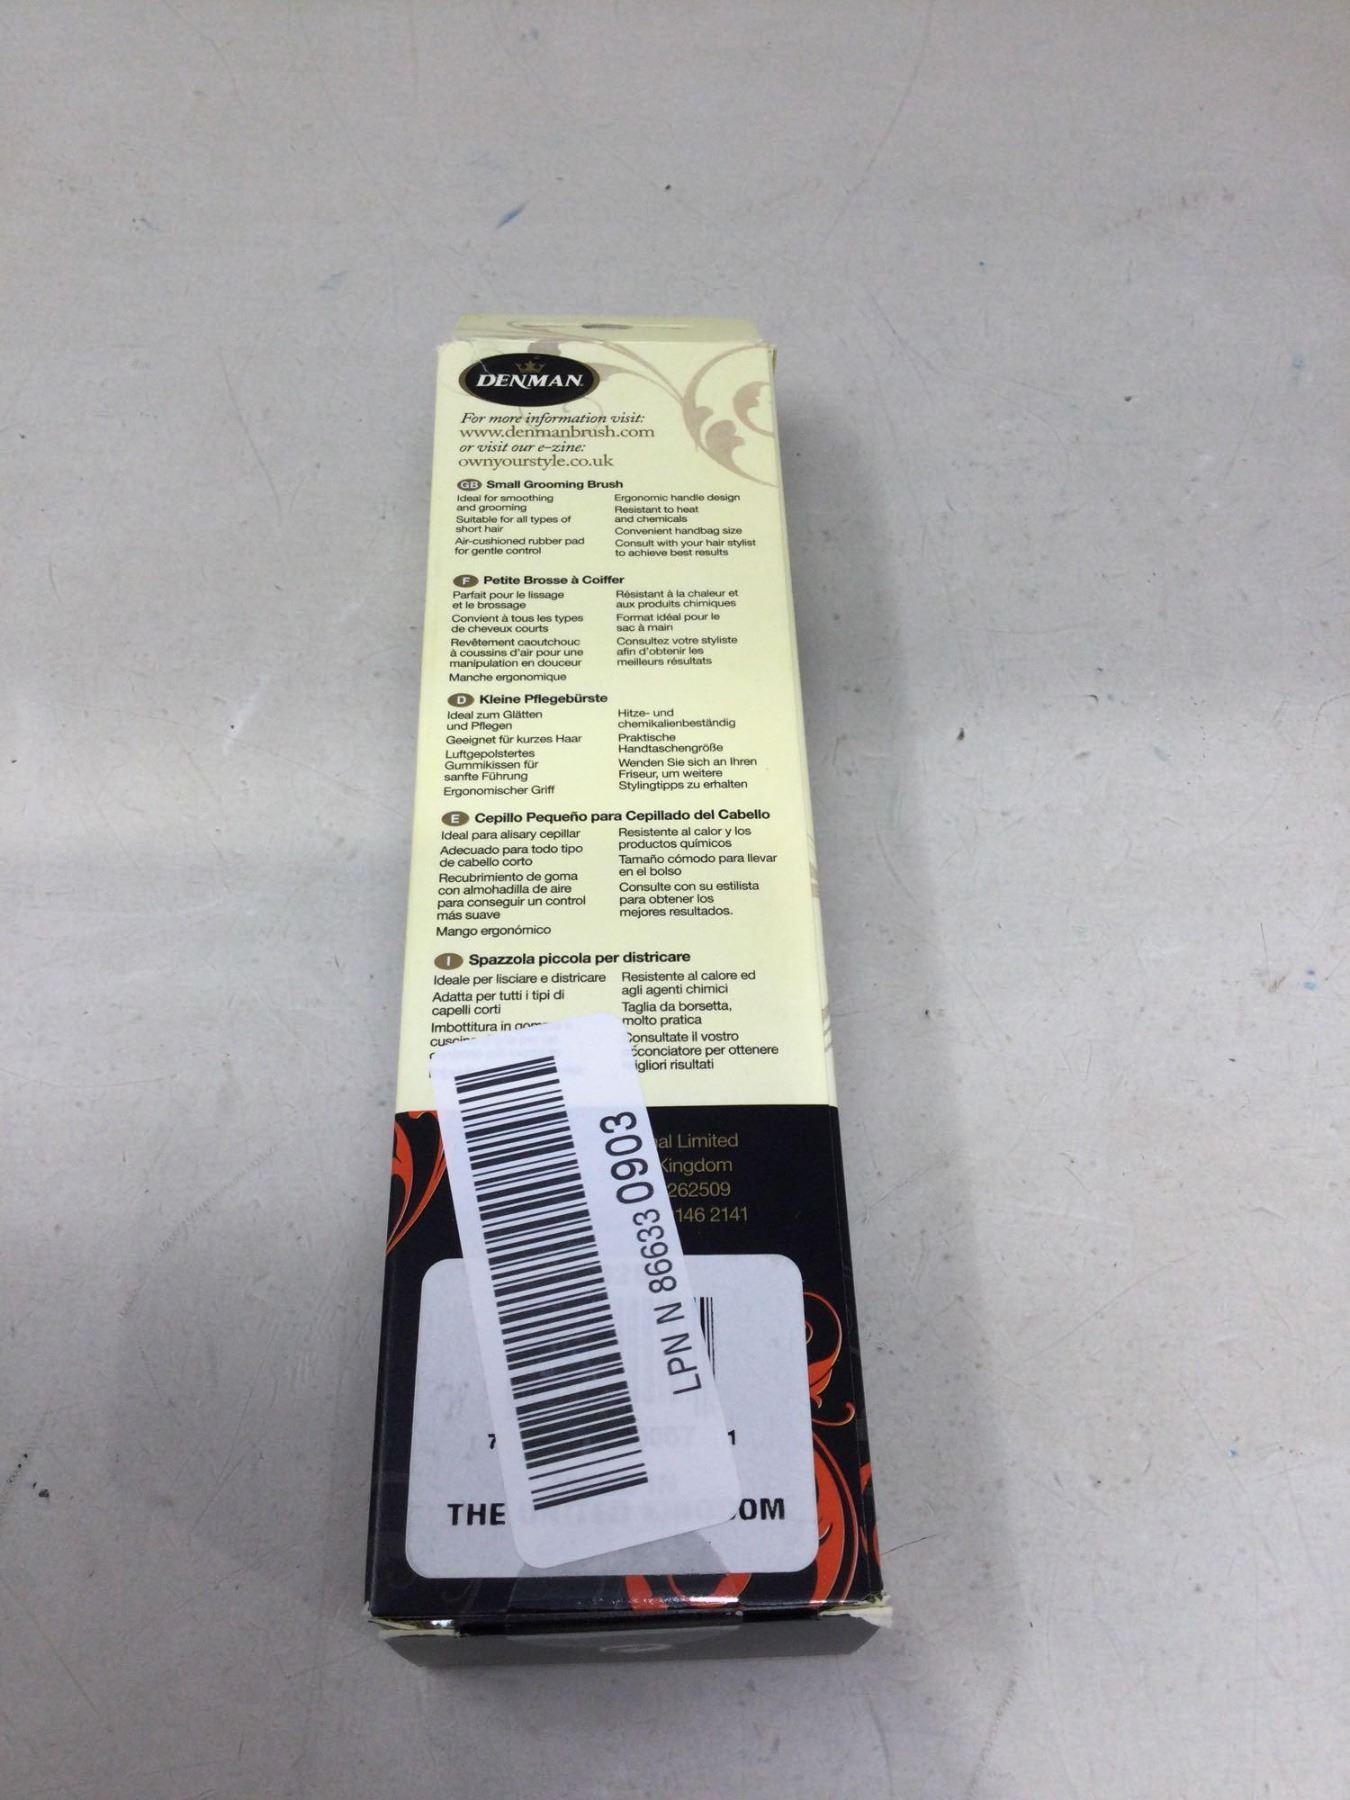 DENMAN
For more information visit:
www.denmanbrush.com
or visit our e-zine:
ownyourstyle.co.uk
GB Small Grooming Brush
Ideal for smoothing
and grooming
Suitable for all types of
short hair
Air-cushioned rubber pad
for gentle control
Ergonomic handle design
Resistant to heat
and chemicals
Convenient handbag size
Consult with your hair stylist
to achieve best results
F Petite Brosse à Coiffer
Parfait pour le lissage
et le brossage
Convient à tous les types
de cheveux courts
Revêtement caoutchouc
à coussins d'air pour une
manipulation en douceur
Manche ergonomique
Résistant à la chaleur et
aux produits chimiques
Format idéal pour le
sac à main
Consultez votre styliste
afin d'obtenir les
meilleurs résultats
D Kleine Pflegebürste
Ideal zum Glätten
und Pflegen
Geeignet für kurzes Haar
Luftgepolstertes
Gummikissen für
sanfte Führung
Ergonomischer Griff
Hitze- und
chemikalienbeständig
Praktische
Handtaschengröße
Wenden Sie sich an Ihren
Friseur, um weitere
Stylingtipps zu erhalten
E Cepillo Pequeño para Cepillado del Cabello
Ideal para alisary cepillar
Adecuado para todo tipo
de cabello corto
Recubrimiento de goma
con almohadilla de aire
para conseguir un control
más suave
Mango ergonómico
Resistente al calor y los
productos químicos
Tamaño cómodo para llevar
en el bolso
Consulte con su estilista
para obtener los
mejores resultados.
I Spazzola piccola per districare
Ideale per lisciare e districare
Adatta per tutti i tipi di
capelli corti
Imbottitura in
Resistente al calore ed
agli agenti chimici
Taglia da borsetta,
molto pratica
Consultate il vostro
acconciatore per ottenere
migliori risultati
Limited
Kingdom
262509
146 2141
LPN N 86633 0903
7 1
THE UNITED KINGDOM